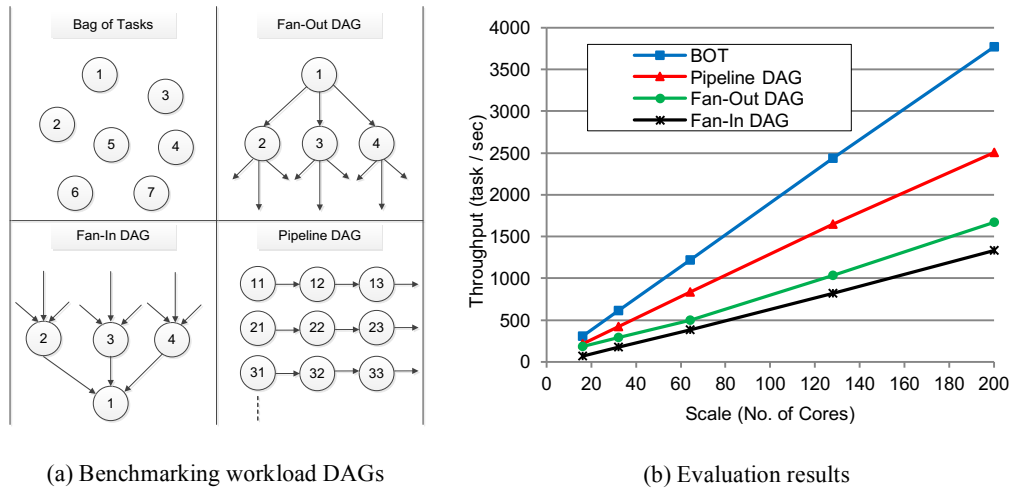 Bag of Tasks
1
3
2
5
4
6
7
Fan-Out DAG
1
2
3
4
Fan-In DAG
2
3
4
1
Pipeline DAG
11
12
13
21
22
23
31
32
33
(a) Benchmarking workload DAGs
4000
3500
3000
2500
2000
1500
1000
500
0
Throughput (task / sec)
BOT
Pipeline DAG
Fan-Out DAG
Fan-In DAG
0 20 40 60 80 100 120 140 160 180 200
Scale (No. of Cores)
(b) Evaluation results